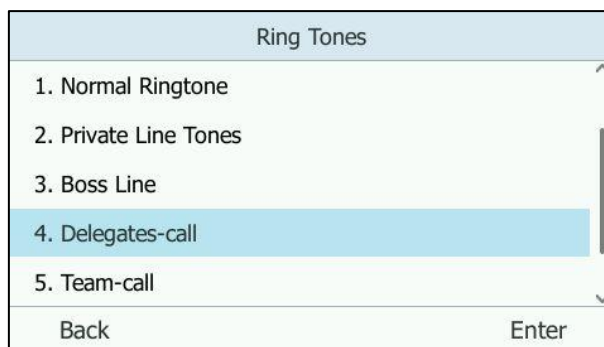 Ring Tones
1. Normal Ringtone
2. Private Line Tones
3. Boss Line
4. Delegates-call
5. Team-call
Back Enter